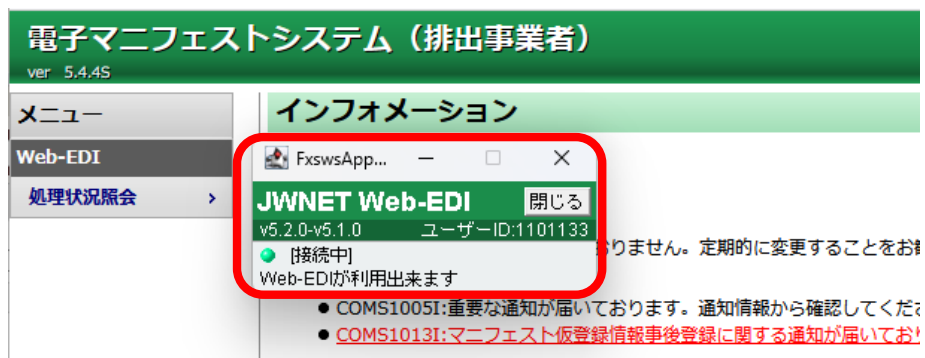 電子マニフェストシステム（排出事業者）
ver 5.4.4S
メニュー
インフォメーション
Web-EDI
処理状況照会 >
FxswsApp...
JWNET Web-EDI 閉じる
v5.2.0-v5.1.0 ユーザーID:1101133
[接続中]
Web-EDIが利用出来ます
りません。定期的に変更することをお
● COMS1005I:重要な通知が届いております。通知情報から確認してくだ
● COMS1013I:マニフェスト仮登録情報事後登録に関する通知が届いており